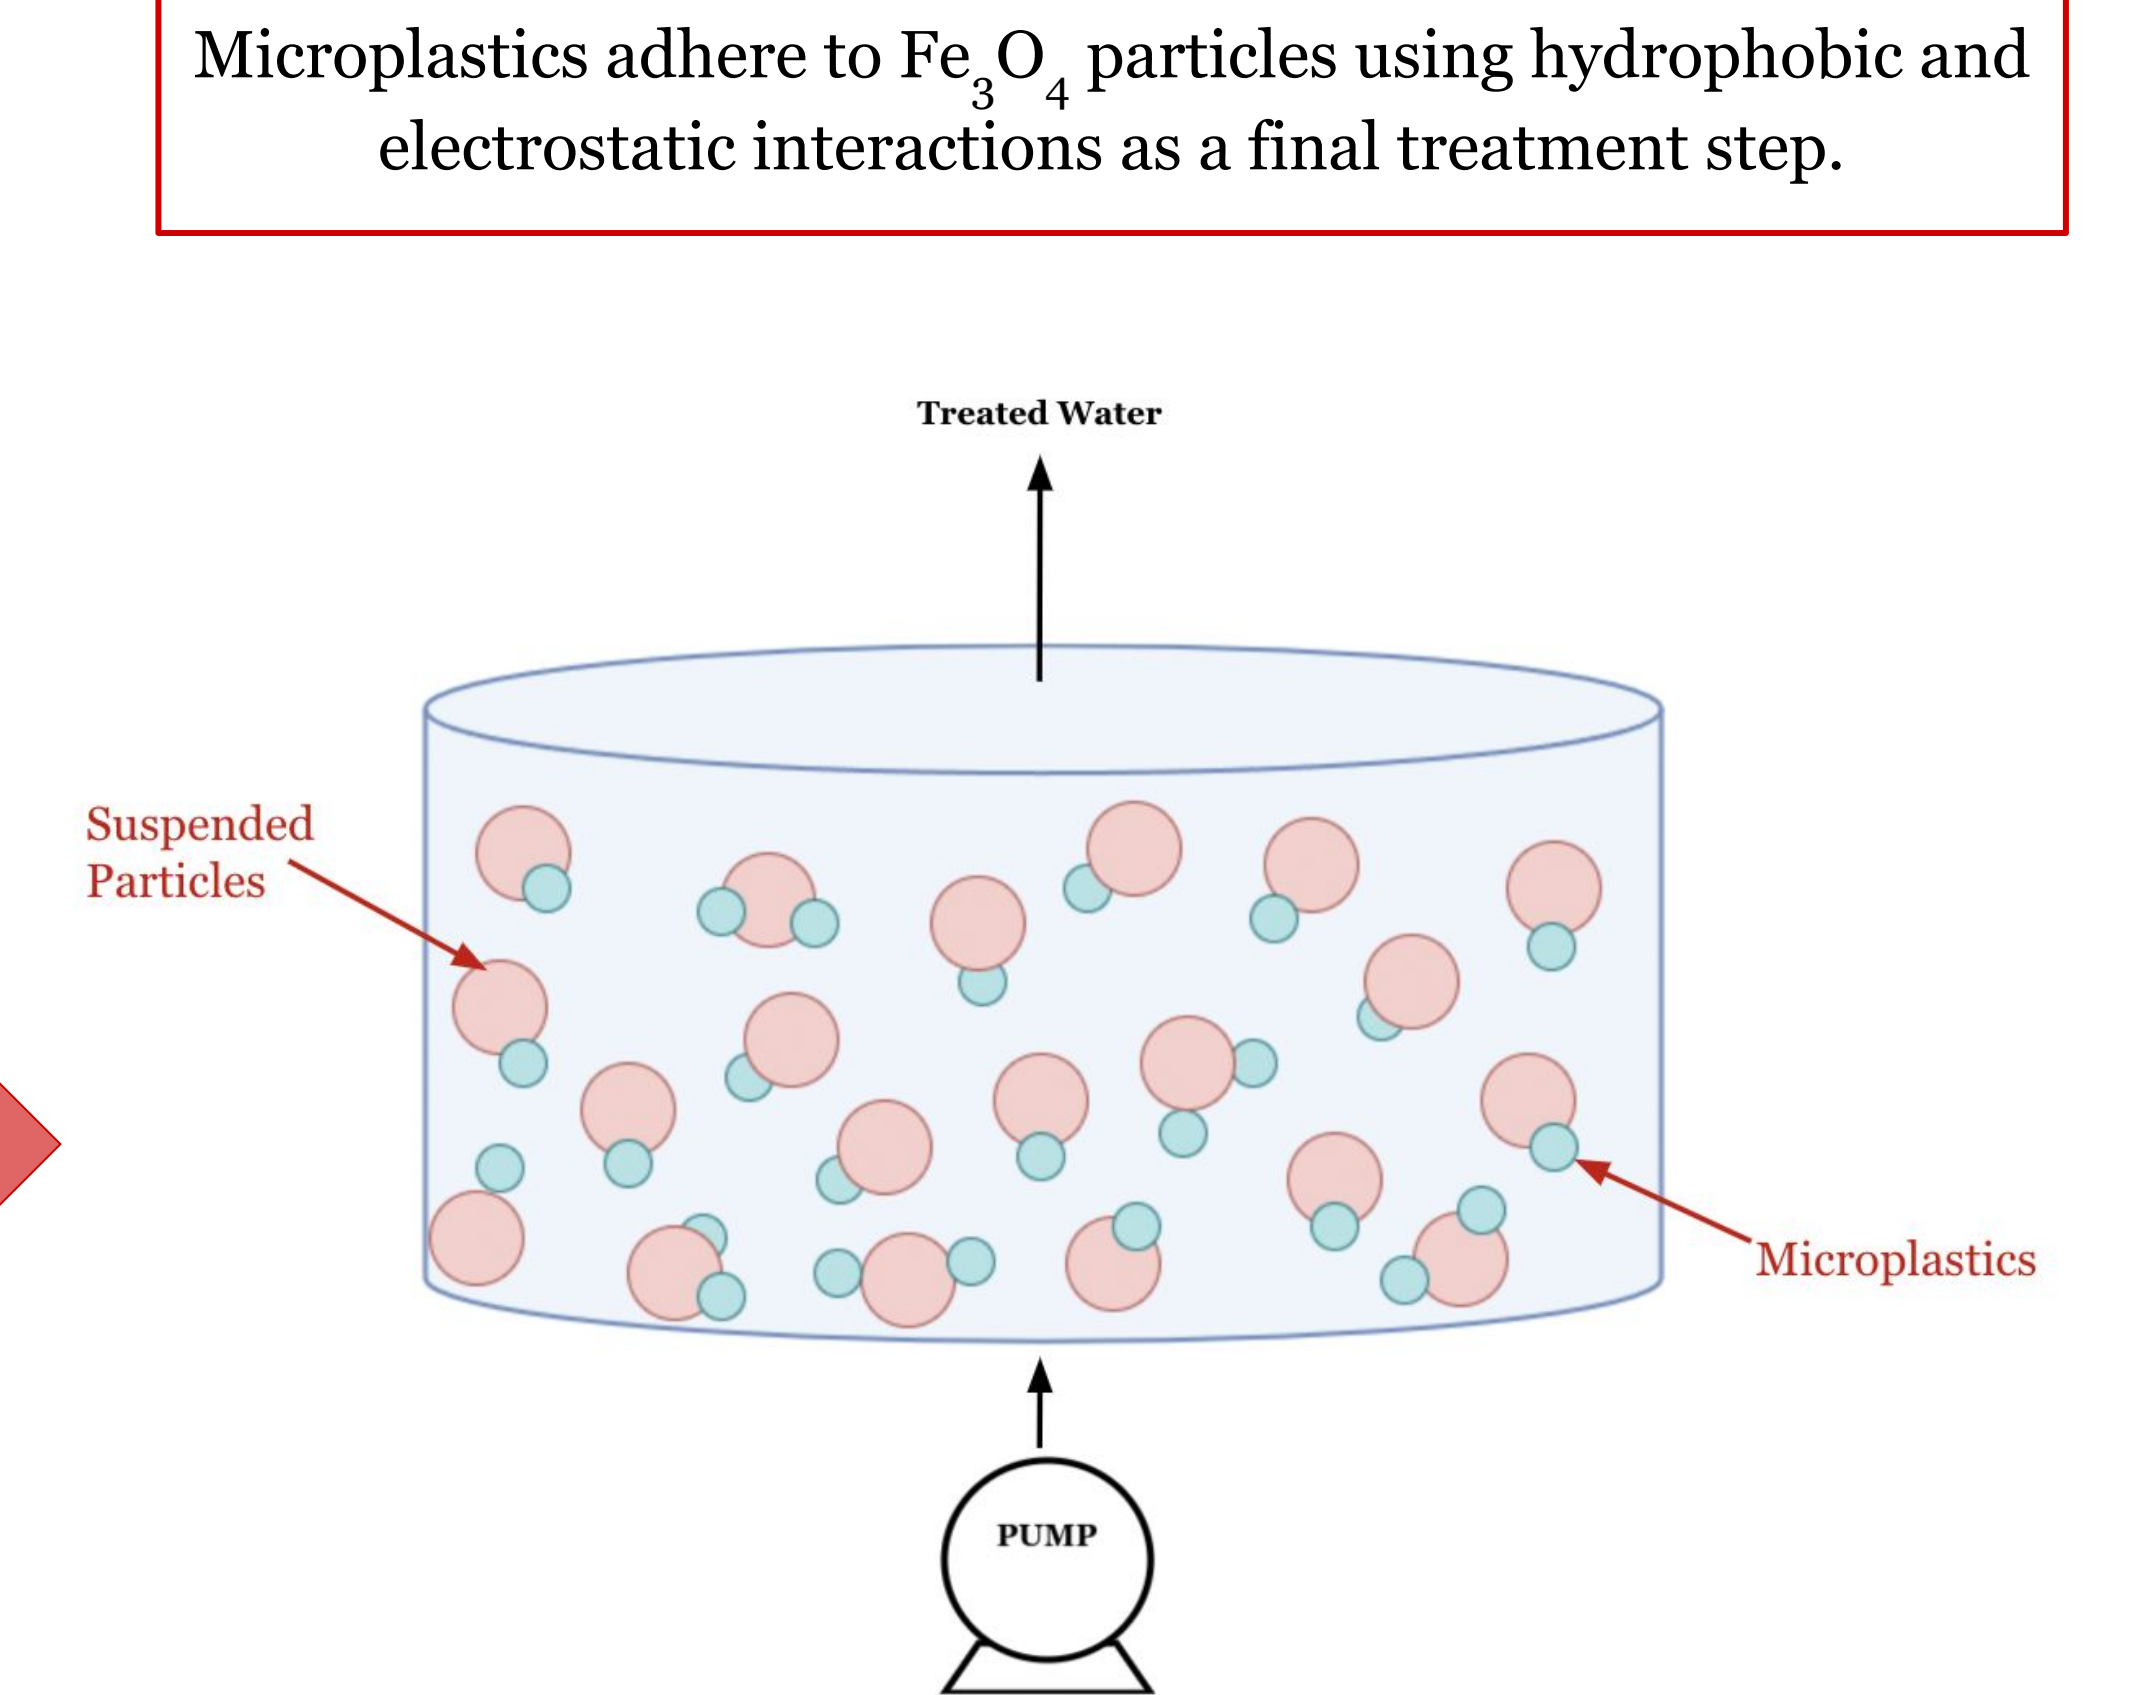 Microplastics adhere to Fe₃O₄ particles using hydrophobic and
electrostatic interactions as a final treatment step.
Treated Water
Suspended
Particles
Microplastics
PUMP